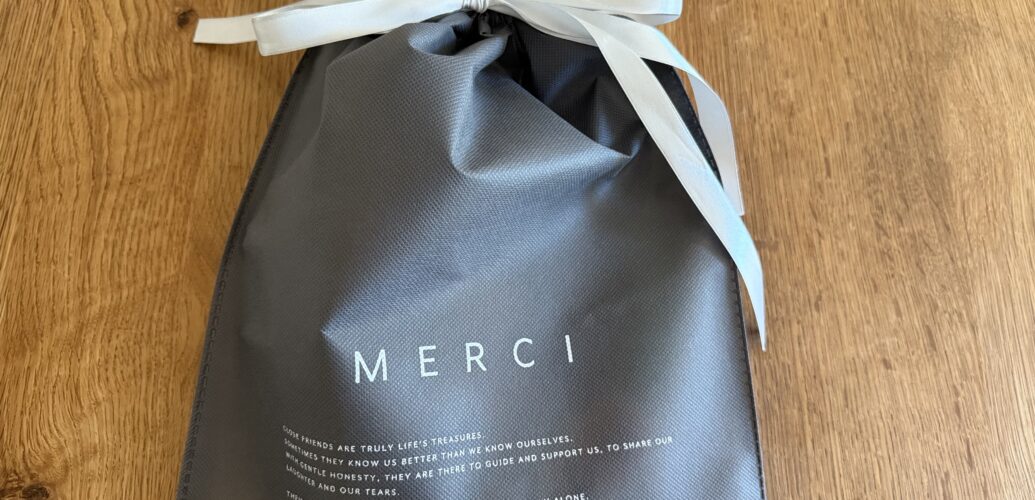 MERCI
CLOSE FRIENDS ARE TRULY LIFE'S TREASURES.
SOMETIMES THEY KNOW US BETTER THAN WE KNOW OURSELVES.
WITH GENTLE HONESTY, THEY ARE THERE TO GUIDE AND SUPPORT US, TO SHARE OUR
LAUGHTER AND OUR TEARS.
ALONE.